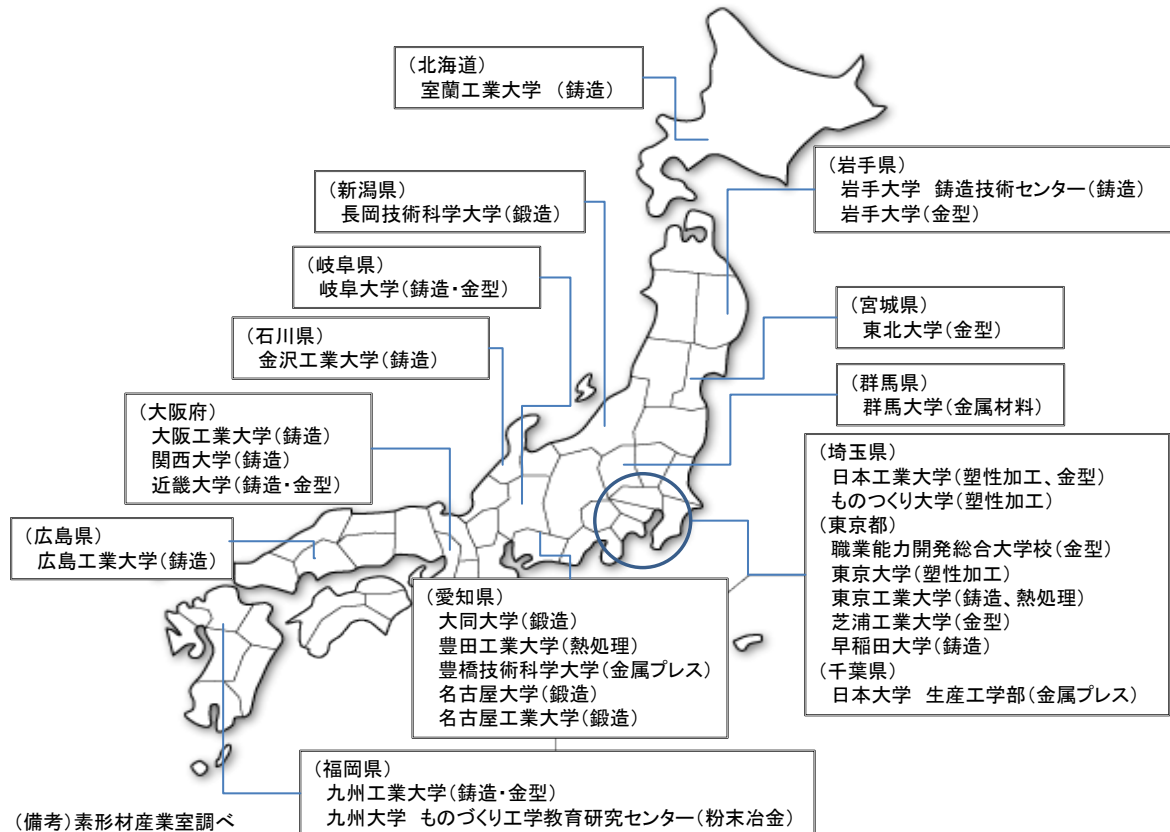 (北海道)
室蘭工業大学 (鋳造)
(岩手県)
岩手大学 鋳造技術センター(鋳造)
岩手大学(金型)
(新潟県)
長岡技術科学大学(鍛造)
(岐阜県)
岐阜大学(鋳造・金型)
(宮城県)
東北大学(金型)
(石川県)
金沢工業大学(鋳造)
(群馬県)
群馬大学(金属材料)
(大阪府)
大阪工業大学(鋳造)
関西大学(鋳造)
近畿大学(鋳造・金型)
(埼玉県)
日本工業大学(塑性加工、金型)
ものつくり大学(塑性加工)
(東京都)
職業能力開発総合大学校(金型)
東京大学(塑性加工)
東京工業大学(鋳造、熱処理)
芝浦工業大学(金型)
早稲田大学(鋳造)
(千葉県)
日本大学 生産工学部(金属プレス)
(広島県)
広島工業大学(鋳造)
(愛知県)
大同大学(鍛造)
豊田工業大学(熱処理)
豊橋技術科学大学(金属プレス)
名古屋大学(鍛造)
名古屋工業大学(鍛造)
(福岡県)
九州工業大学(鋳造・金型)
九州大学 ものづくり工学教育研究センター(粉末冶金)
(備考)素形材産業室調べ